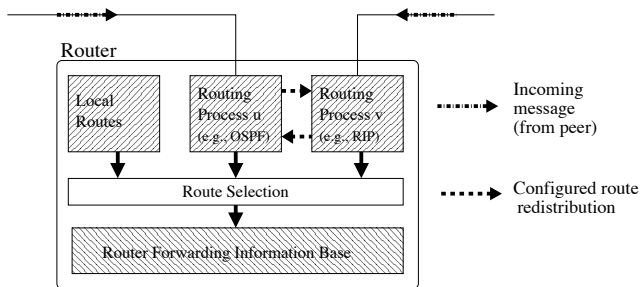 Router
Local
Routes
Routing
Process u
(e.g., OSPF)
Routing
Process v
(e.g., RIP)
Route Selection
Router Forwarding Information Base
Incoming
message
(from peer)
Configured route
redistribution